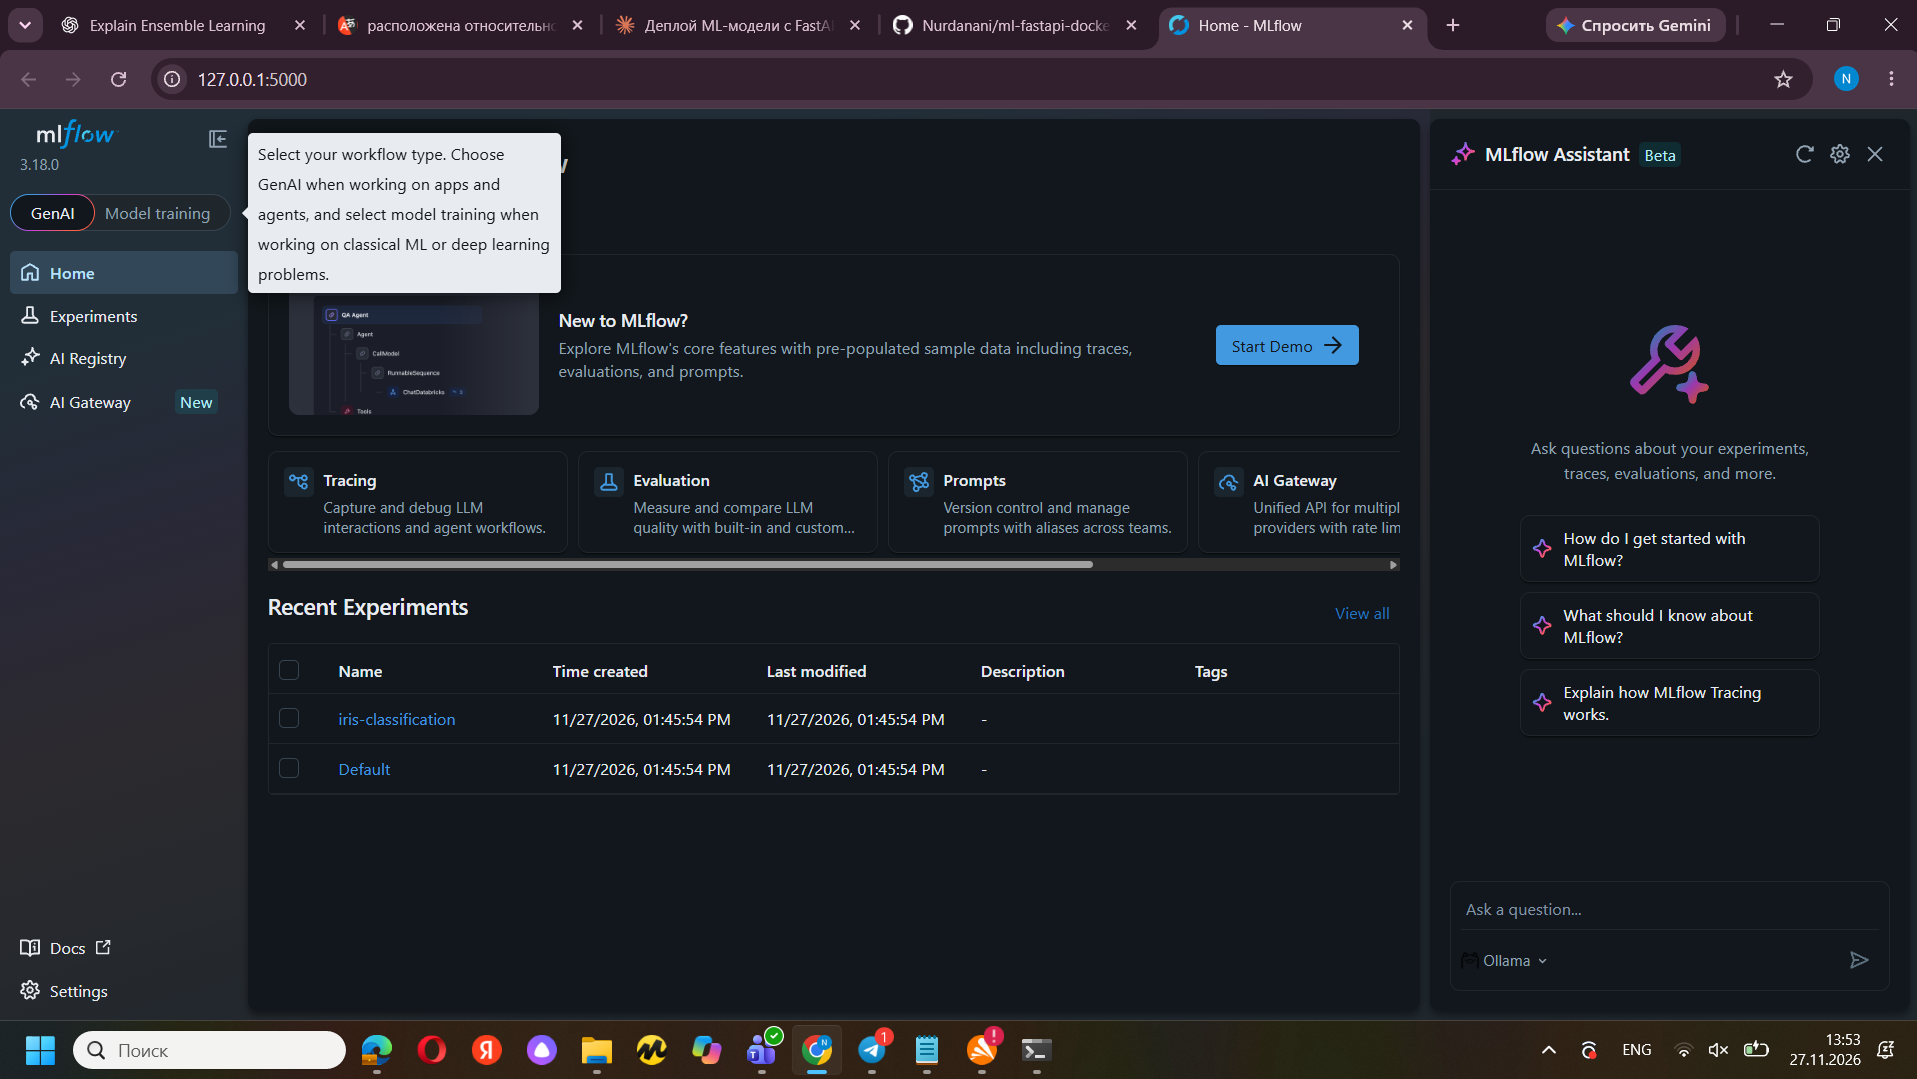 Explain Ensemble Learning
расположена относительно
Деплой ML-модели с FastAP
Nurdanani/ml-fastapi-docke
Home - MLflow
Спросить Gemini
127.0.0.1:5000
N
mlflow
3.18.0
GenAI
Model training
Select your workflow type. Choose
GenAI when working on apps and
agents, and select model training when
working on classical ML or deep learning
problems.
Home
Experiments
AI Registry
AI Gateway
New
Docs
Settings
QA Agent
Agent
CallModel
RunnableSequence
ChatDatabricks
Tools
New to MLflow?
Explore MLflow's core features with pre-populated sample data including traces,
evaluations, and prompts.
Start Demo
Tracing
Capture and debug LLM
interactions and agent workflows.
Evaluation
Measure and compare LLM
quality with built-in and custom...
Prompts
Version control and manage
prompts with aliases across teams.
AI Gateway
Unified API for multipl
providers with rate lim
Recent Experiments
View all
Name Time created Last modified Description Tags
iris-classification 11/27/2026, 01:45:54 PM 11/27/2026, 01:45:54 PM -
Default 11/27/2026, 01:45:54 PM 11/27/2026, 01:45:54 PM -
MLflow Assistant Beta
Ask questions about your experiments,
traces, evaluations, and more.
How do I get started with
MLflow?
What should I know about
MLflow?
Explain how MLflow Tracing
works.
Ask a question...
Ollama
Поиск
1
ENG
13:53
27.11.2026